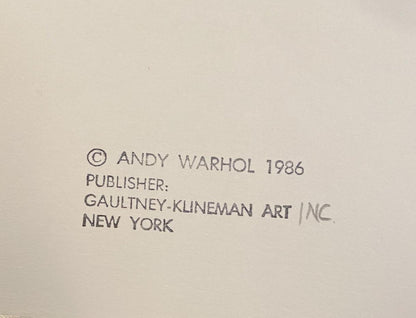 © ANDY WARHOL 1986
PUBLISHER:
GAULTNEY-KLINEMAN ART INC.
NEW YORK